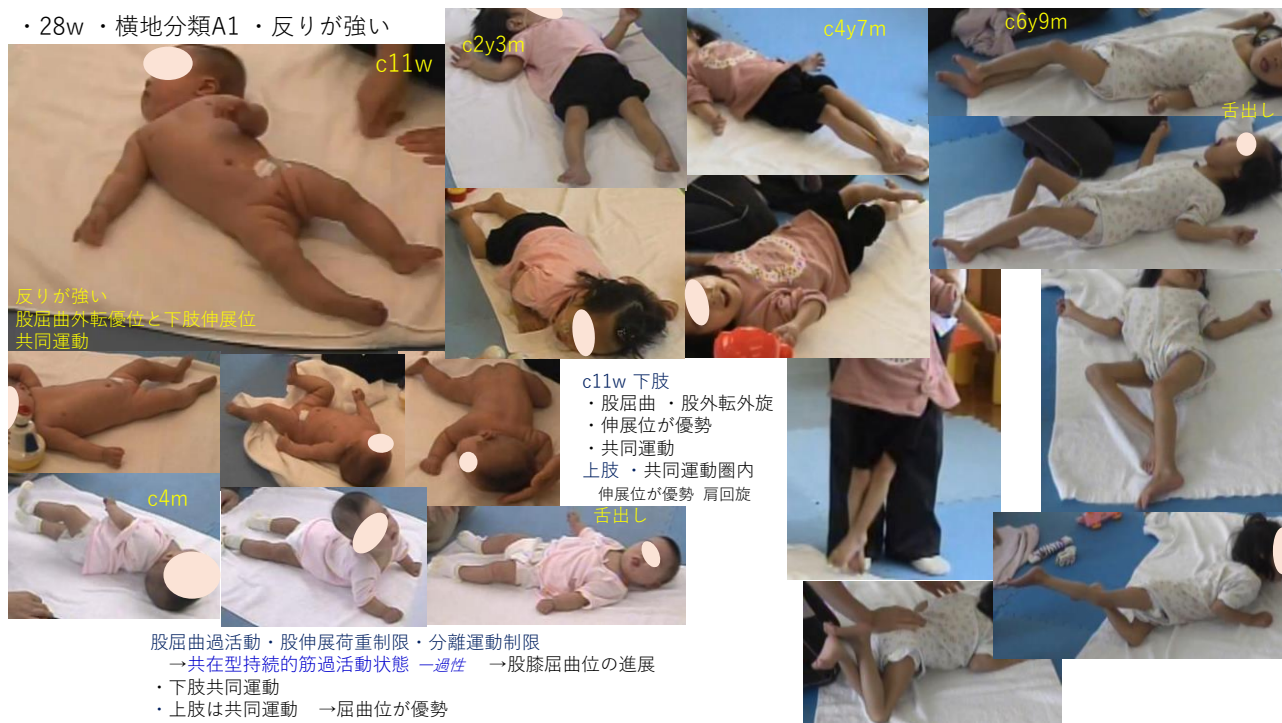 ・28w ・横地分類A1 ・反りが強い
c11w
c2y3m
c4y7m
c6y9m
舌出し
反りが強い
股屈曲外転優位と下肢伸展位
共同運動
c11w 下肢
・股屈曲 ・股外転外旋
・伸展位が優勢
・共同運動
上肢 ・共同運動圏内
伸展位が優勢 肩回旋
c4m
舌出し
股屈曲過活動・股伸展荷重制限・分離運動制限
→共在型持続的筋過活動状態 一過性 →股膝屈曲位の進展
・下肢共同運動
・上肢は共同運動 →屈曲位が優勢